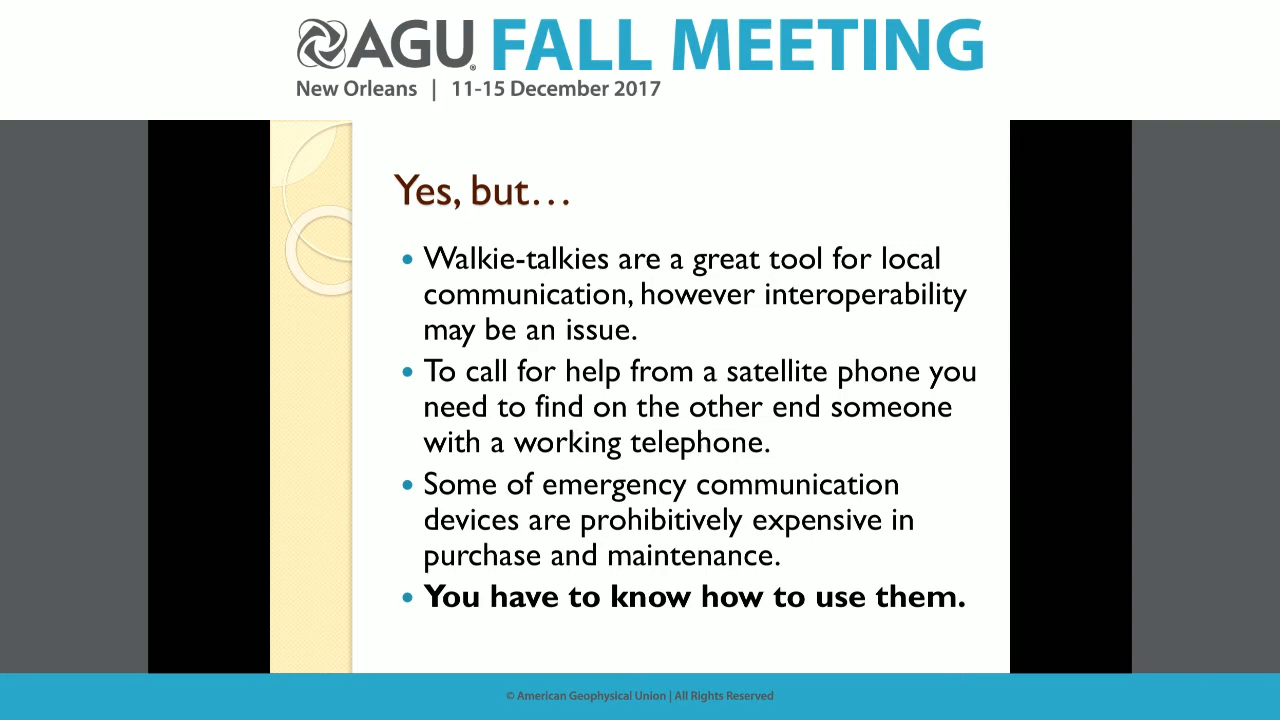 AGU FALL MEETING
New Orleans | 11-15 December 2017
Yes, but…
• Walkie-talkies are a great tool for local
communication, however interoperability
may be an issue.
• To call for help from a satellite phone you
need to find on the other end someone
with a working telephone.
• Some of emergency communication
devices are prohibitively expensive in
purchase and maintenance.
• You have to know how to use them.
© American Geophysical Union | All Rights Reserved